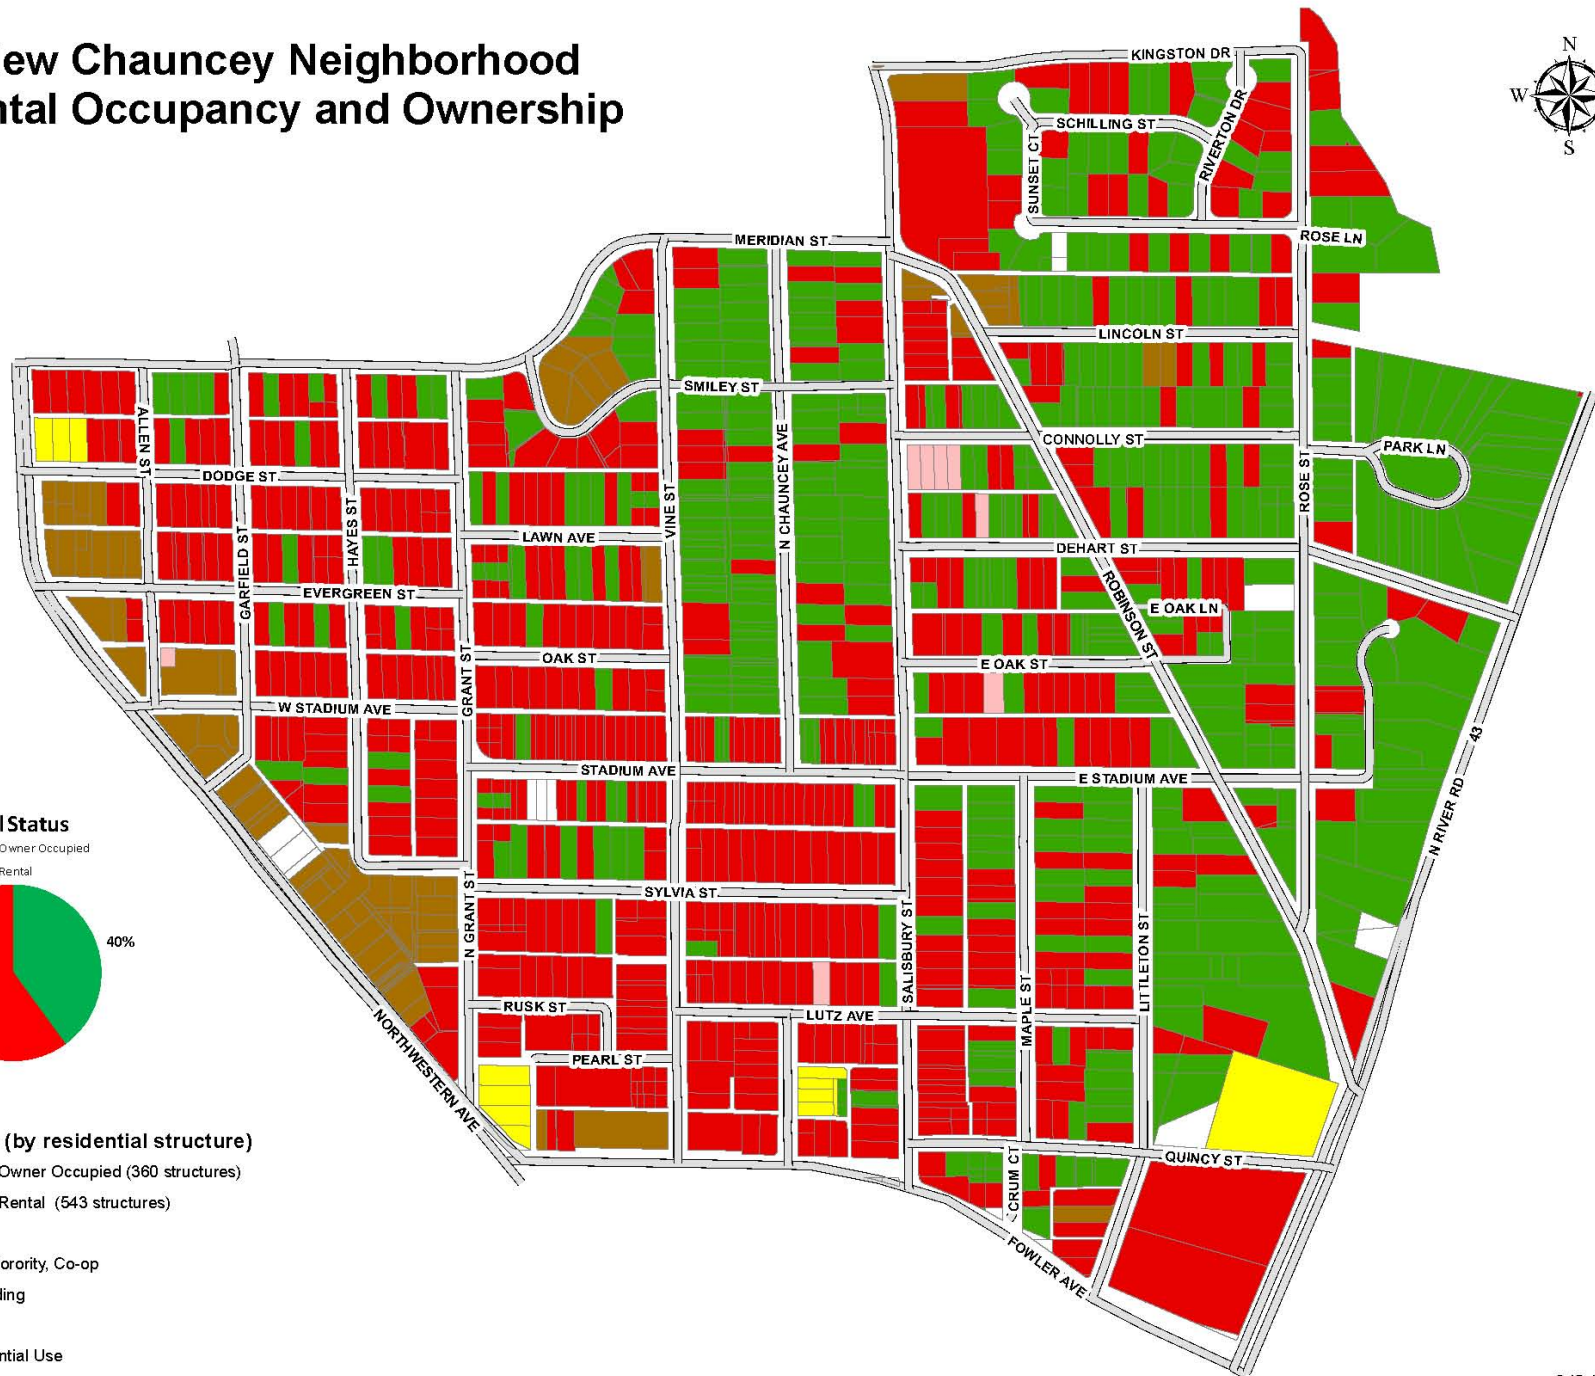 ew Chauncey Neighborhood
ntal Occupancy and Ownership
N
W
S
KINGSTON DR
SCHILLING ST
RIVERTON DR
SUNSET CT
ROSE LN
MERIDIAN ST
LINCOLN ST
SMILEY ST
ALLEN ST
N CHAUNCEY AVE
CONNOLLY ST
PARK LN
DODGE ST
VINE ST
ROSE ST
HAYES ST
GARFIELD ST
LAWN AVE
DEHART ST
EVERGREEN ST
ROBINSON ST
E OAK LN
OAK ST
E OAK ST
GRANT ST
W STADIUM AVE
43
STADIUM AVE
E STADIUM AVE
N RIVER RD
l Status
Owner Occupied
Rental
40%
SYLVIA ST
N GRANT ST
SALISBURY ST
LITTLETON ST
MAPLE ST
RUSK ST
LUTZ AVE
PEARL ST
NORTHWESTERN AVE
(by residential structure)
Owner Occupied (360 structures)
Rental (543 structures)
QUINCY ST
CRUM CT
FOWLER AVE
orority, Co-op
ding
ntial Use